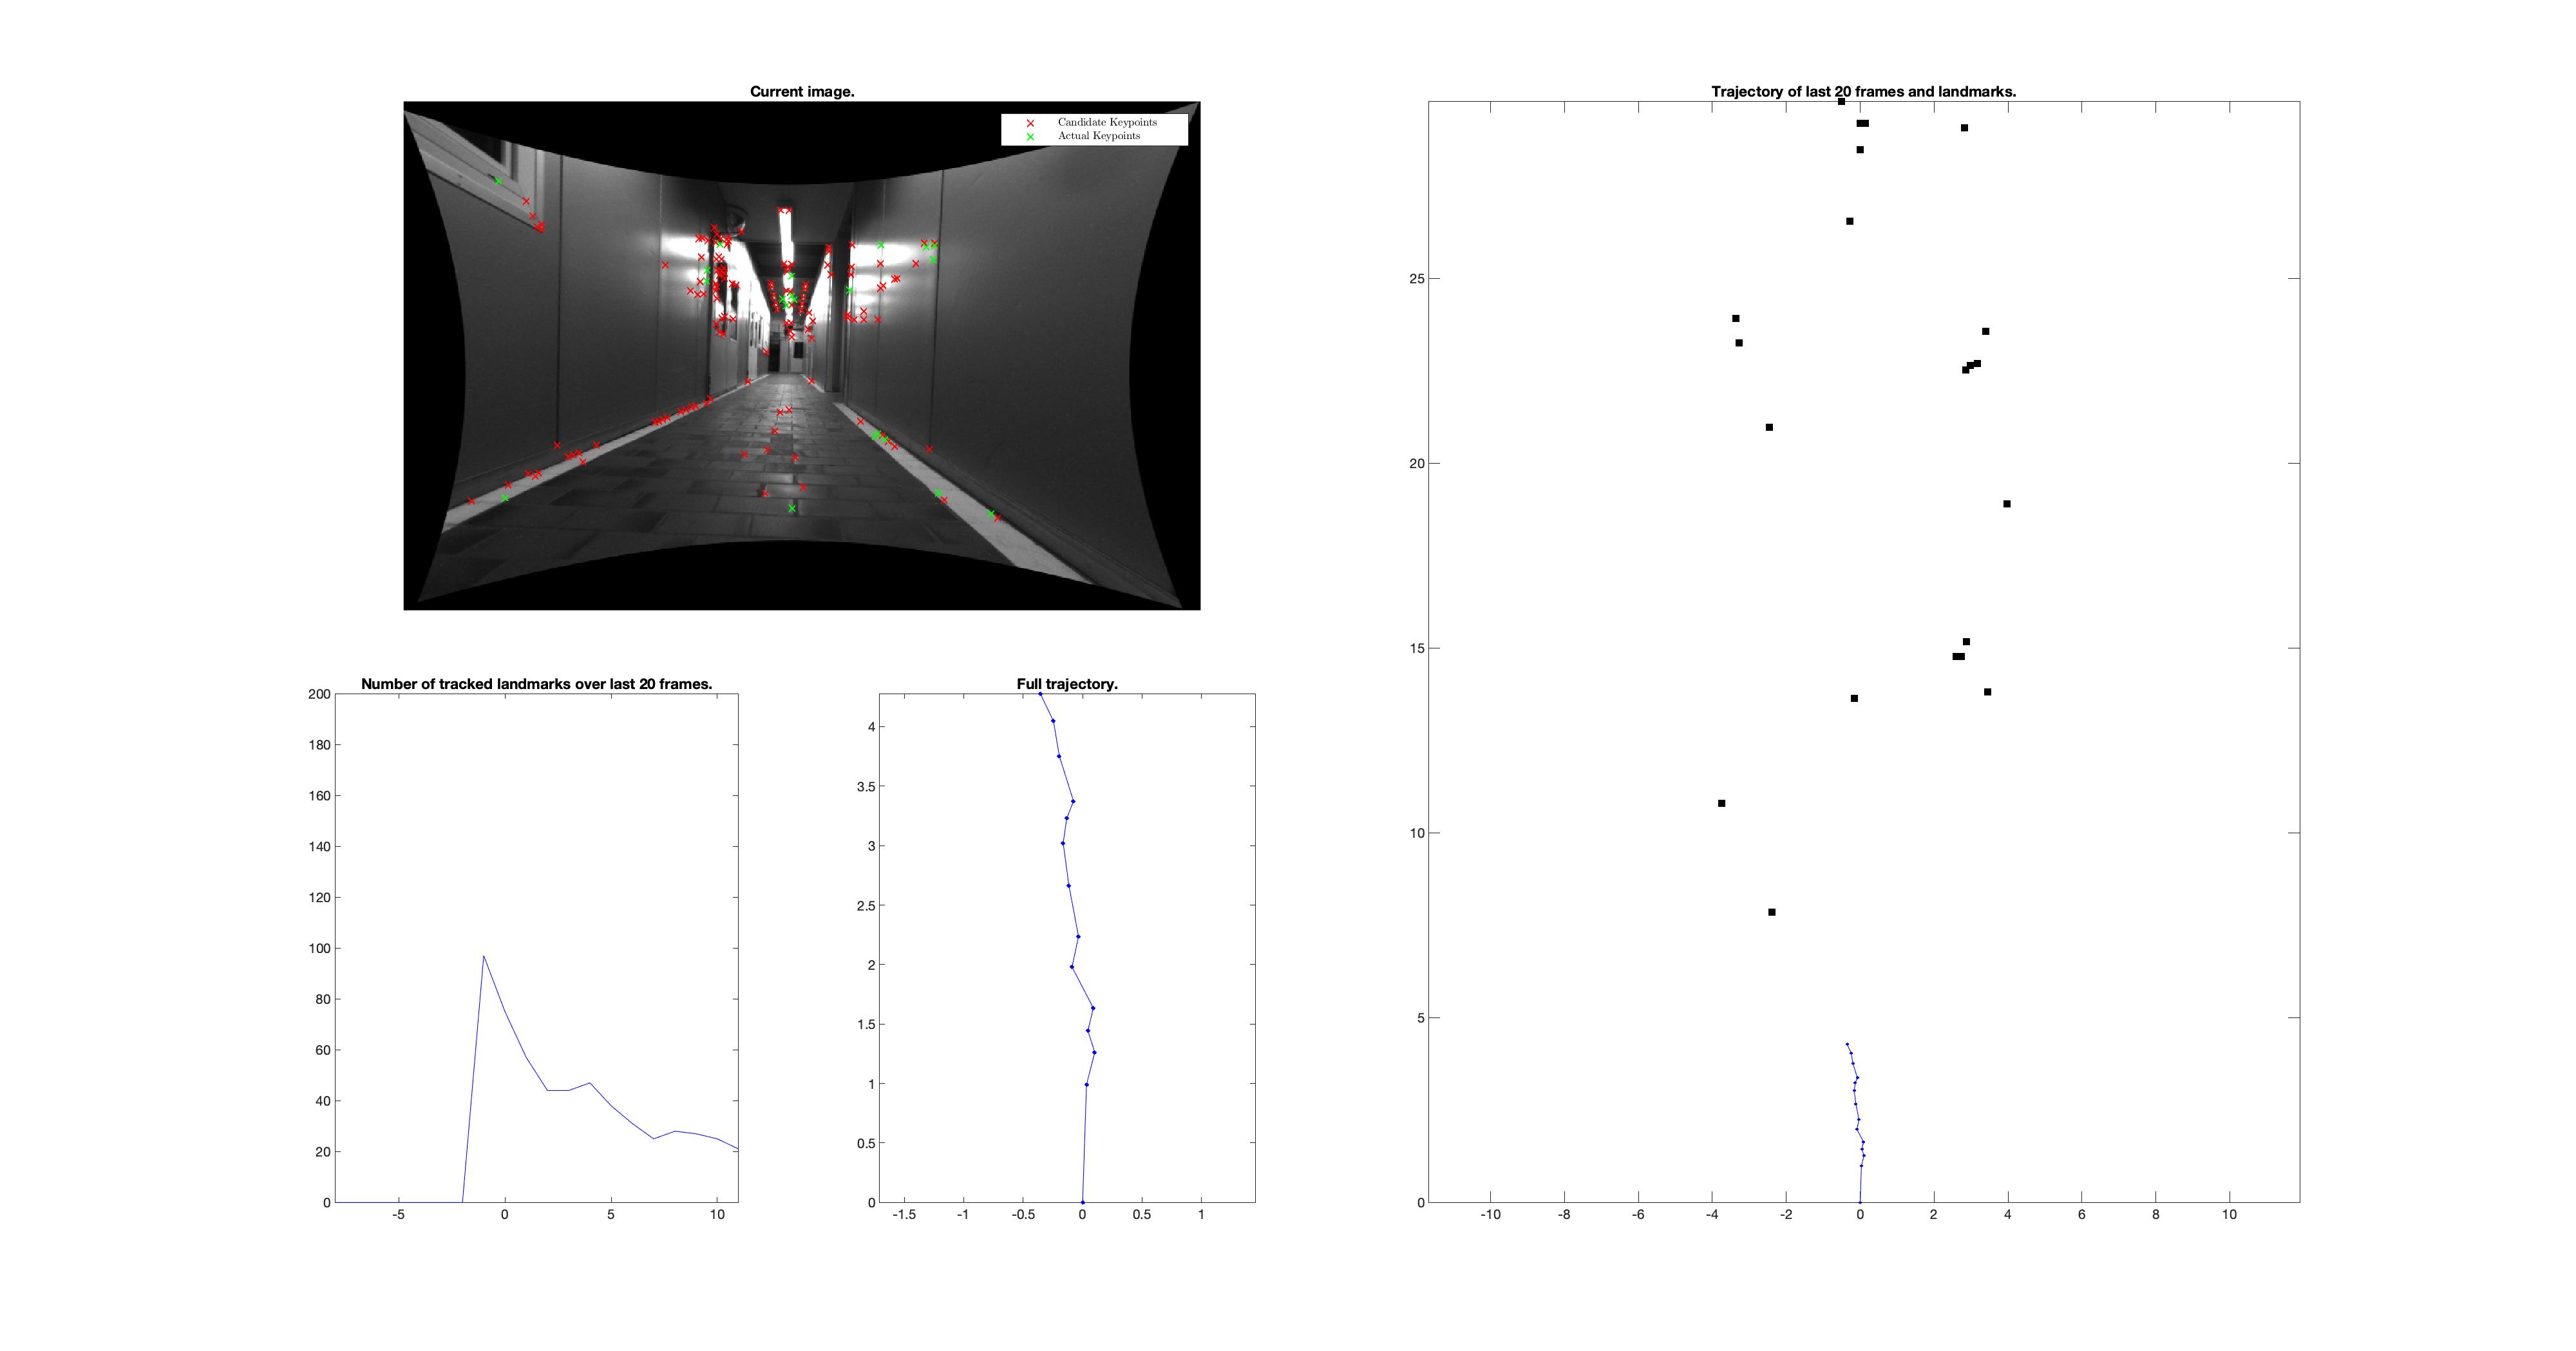 Current image.
Candidate Keypoints
Actual Keypoints
Number of tracked landmarks over last 20 frames.
200
180
160
140
120
100
80
60
40
20
0
-5 0 5 10
Full trajectory.
4
3.5
3
2.5
2
1.5
1
0.5
0
-1.5 -1 -0.5 0 0.5 1
Trajectory of last 20 frames and landmarks.
25
20
15
10
5
0
-10 -8 -6 -4 -2 0 2 4 6 8 10